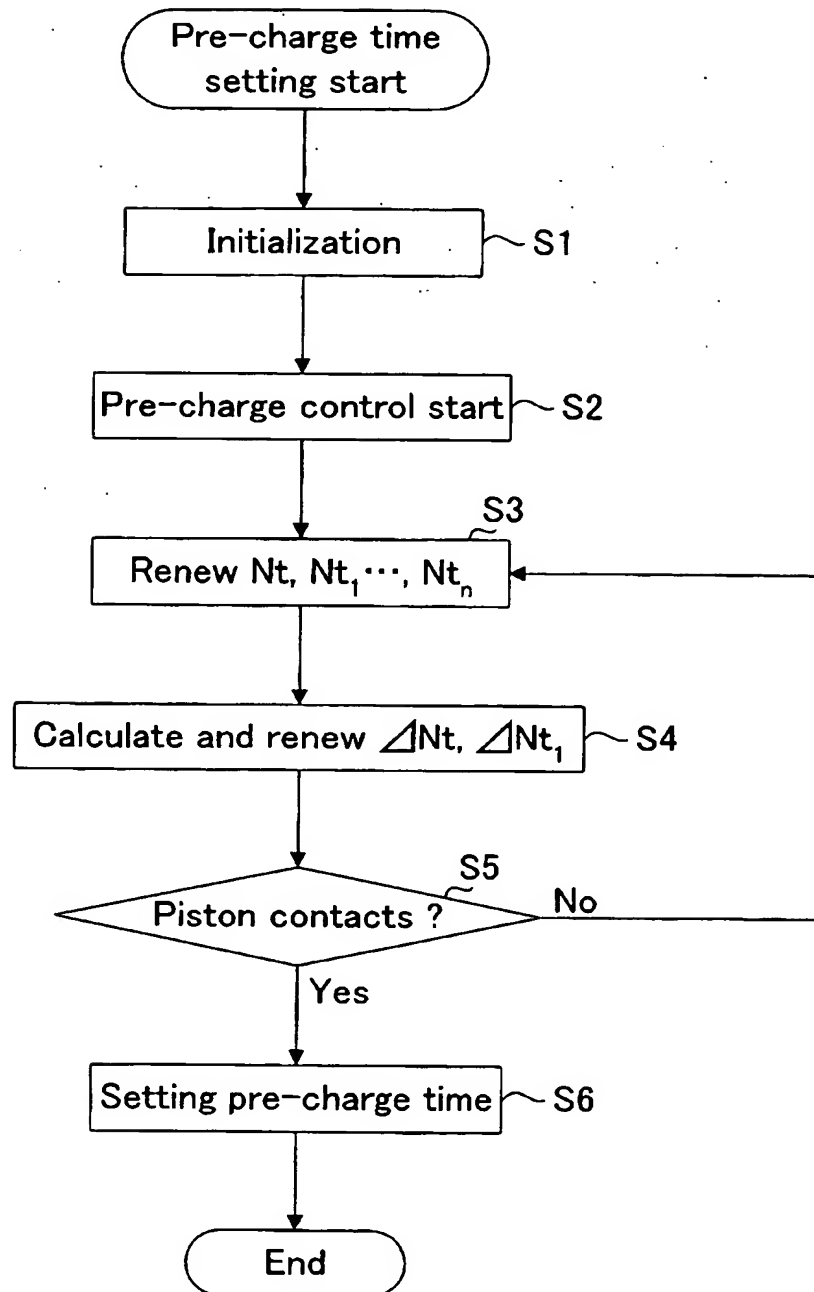 Pre-charge time
setting start
Initialization
S1
Pre-charge control start
S2
S3
Renew Nt, Nt₁⋯, Ntₙ
Calculate and renew ⊿Nt, ⊿Nt₁
S4
S5
Piston contacts ?
No
Yes
Setting pre-charge time
S6
End